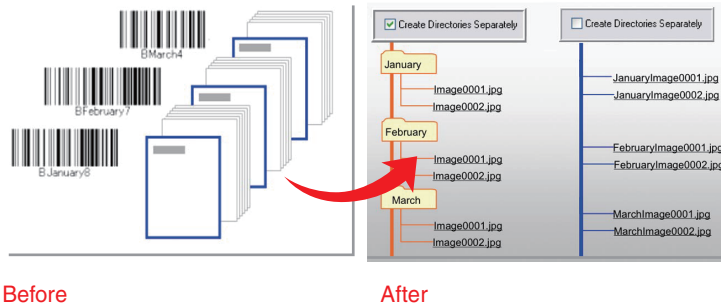 BMarch4
BFebruary7
BJanuary8
Create Directories Separately
January
Image0001.jpg
Image0002.jpg
February
Image0001.jpg
Image0002.jpg
March
Image0001.jpg
Image0002.jpg
Create Directories Separately
JanuaryImage0001.jpg
JanuaryImage0002.jpg
FebruaryImage0001.jpg
FebruaryImage0002.jpg
MarchImage0001.jpg
MarchImage0002.jpg
Before
After